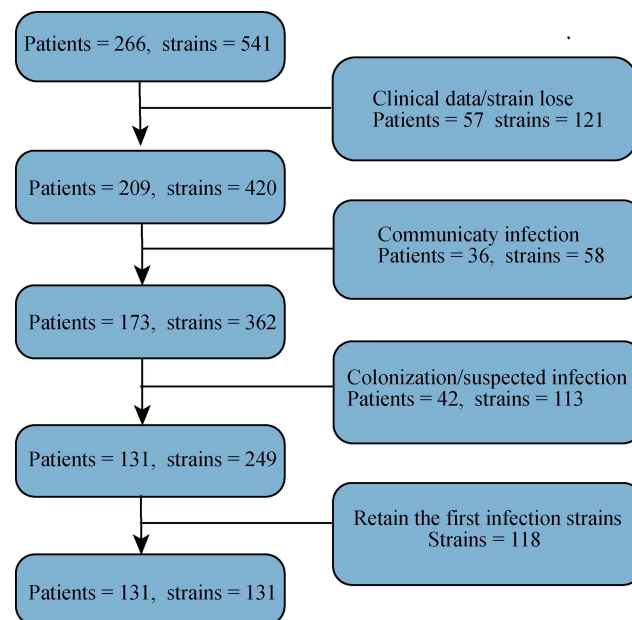 Patients = 266, strains = 541
Clinical data/strain lose
Patients = 57 strains = 121
Patients = 209, strains = 420
Communicaty infection
Patients = 36, strains = 58
Patients = 173, strains = 362
Colonization/suspected infection
Patients = 42, strains = 113
Patients = 131, strains = 249
Retain the first infection strains
Strains = 118
Patients = 131, strains = 131